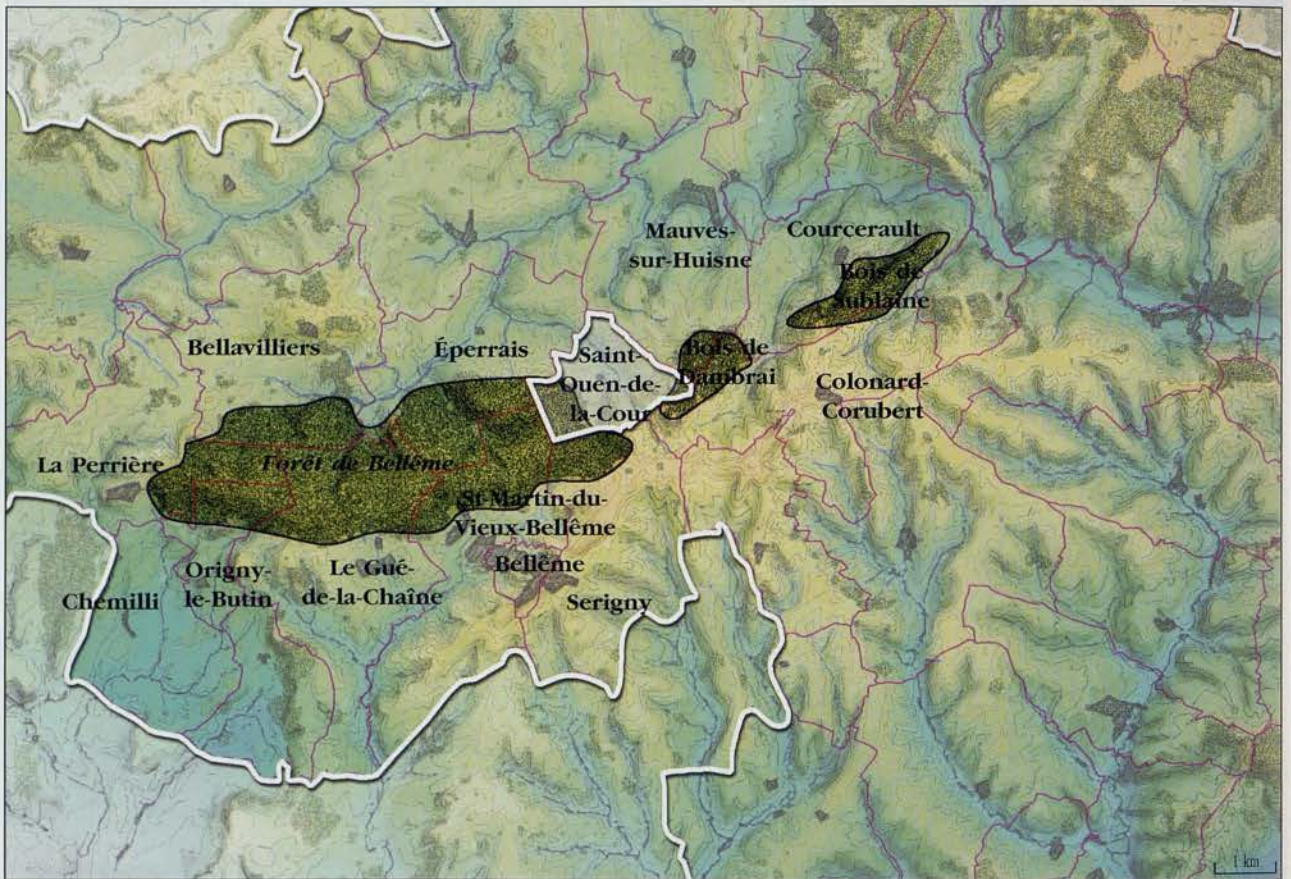 Mauves-
sur-Huisne
Courcerault
Bois de
Sublaine
Bellavilliers
Éperrais
Saint-
Ouen-de-
la-Cour
Bois de
Dambrai
Colonard-
Corubert
La Perrière
Forêt de Bellême
St-Martin-du-
Vieux-Bellême
Bellême
Origny-
le-Butin
Le Gué-
de-la-Chaîne
Chemilli
Serigny
1 km